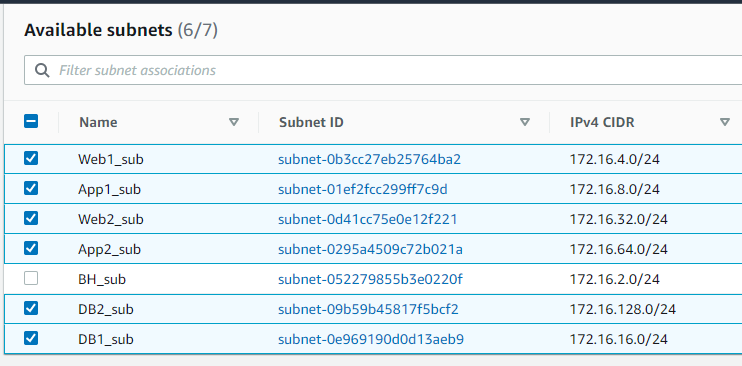 Available subnets (6/7)
Filter subnet associations
Name Subnet ID IPv4 CIDR
Web1_sub subnet-0b3cc27eb25764ba2 172.16.4.0/24
App1_sub subnet-01ef2fcc299ff7c9d 172.16.8.0/24
Web2_sub subnet-0d41cc75e0e12f221 172.16.32.0/24
App2_sub subnet-0295a4509c72b021a 172.16.64.0/24
BH_sub subnet-052279855b3e0220f 172.16.2.0/24
DB2_sub subnet-09b59b45817f5bcf2 172.16.128.0/24
DB1_sub subnet-0e969190d0d13aeb9 172.16.16.0/24